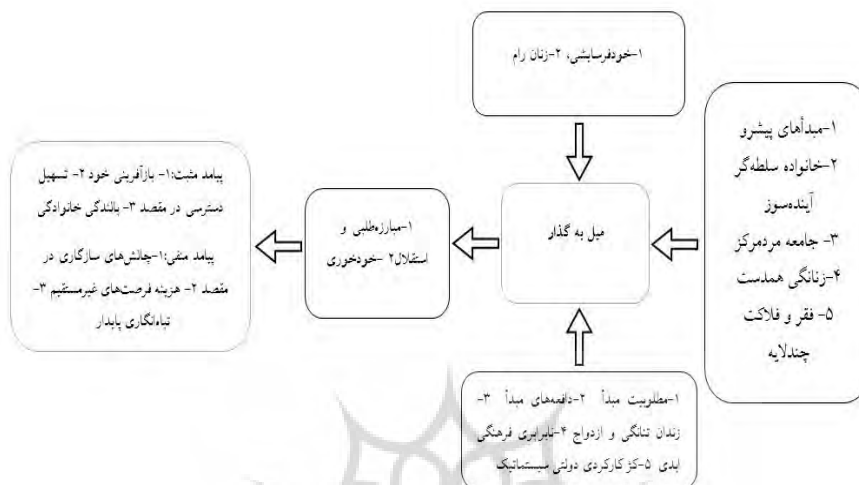 ۱-خودفرسایشی، ۲-زنان رام
۱-مبدأهای پیشرو
۲-خانواده سلطه‌گر
آینده‌سوز
۳- جامعه مردمرکز
۴-زنانگی همدست
۵- فقر و فلاکت
چندلایه
میل به گذار
۱-مبارزه‌طلبی و
استقلال۲ -خودخوری
پیامد مثبت:۱- بازآفرینی خود ۲- تسهیل
دسترسی در مقصد ۳- بالندگی خانوادگی
پیامد منفی:۱-چالش‌های سازگاری در
مقصد ۲- هزینه فرصت‌های غیرمستقیم ۳-
تباه‌انگاری پایدار
۱-مطلوبیت مبدأ ۲-دافعه‌های مبدأ ۳-
زندان تنانگی و ازدواج ۴-نابرابری فرهنگی
ابدی ۵-کژ کارکردی دولتی سیستماتیک